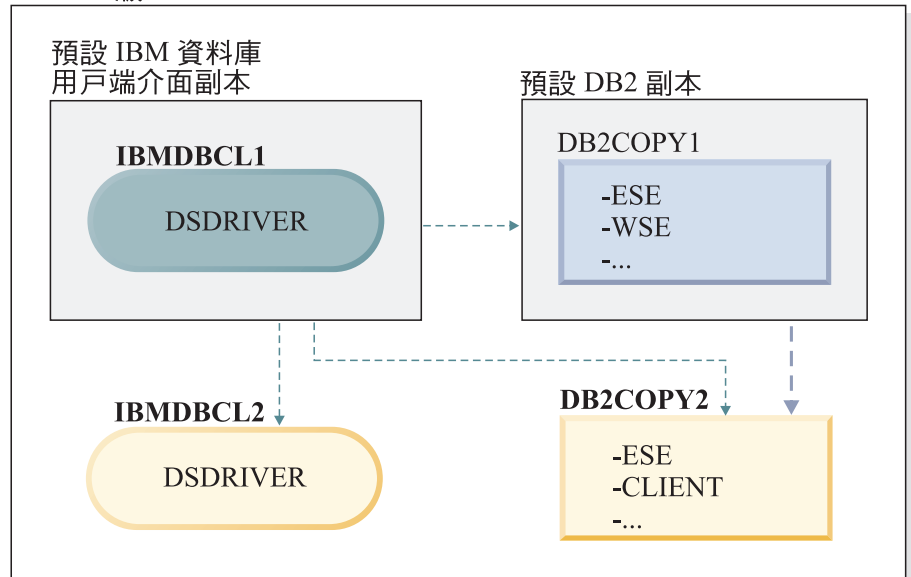 預設 IBM 資料庫
用戶端介面副本
IBMDBCL1
DSDRIVER
預設 DB2 副本
DB2COPY1
-ESE
-WSE
-...
IBMDBCL2
DSDRIVER
DB2COPY2
-ESE
-CLIENT
-...